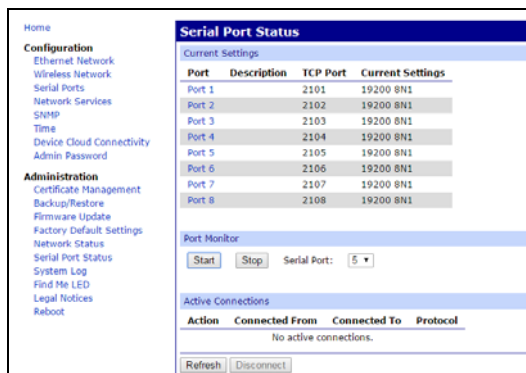 Home
Configuration
Ethernet Network
Wireless Network
Serial Ports
Network Services
SNMP
Time
Device Cloud Connectivity
Admin Password
Administration
Certificate Management
Backup/Restore
Firmware Update
Factory Default Settings
Network Status
Serial Port Status
System Log
Find Me LED
Legal Notices
Reboot
Serial Port Status
Current Settings
Port Description TCP Port Current Settings
Port 1 2101 19200 8N1
Port 2 2102 19200 8N1
Port 3 2103 19200 8N1
Port 4 2104 19200 8N1
Port 5 2105 19200 8N1
Port 6 2106 19200 8N1
Port 7 2107 19200 8N1
Port 8 2108 19200 8N1
Port Monitor
Start Stop Serial Port: 5
Active Connections
Action Connected From Connected To Protocol
No active connections.
Refresh Disconnect